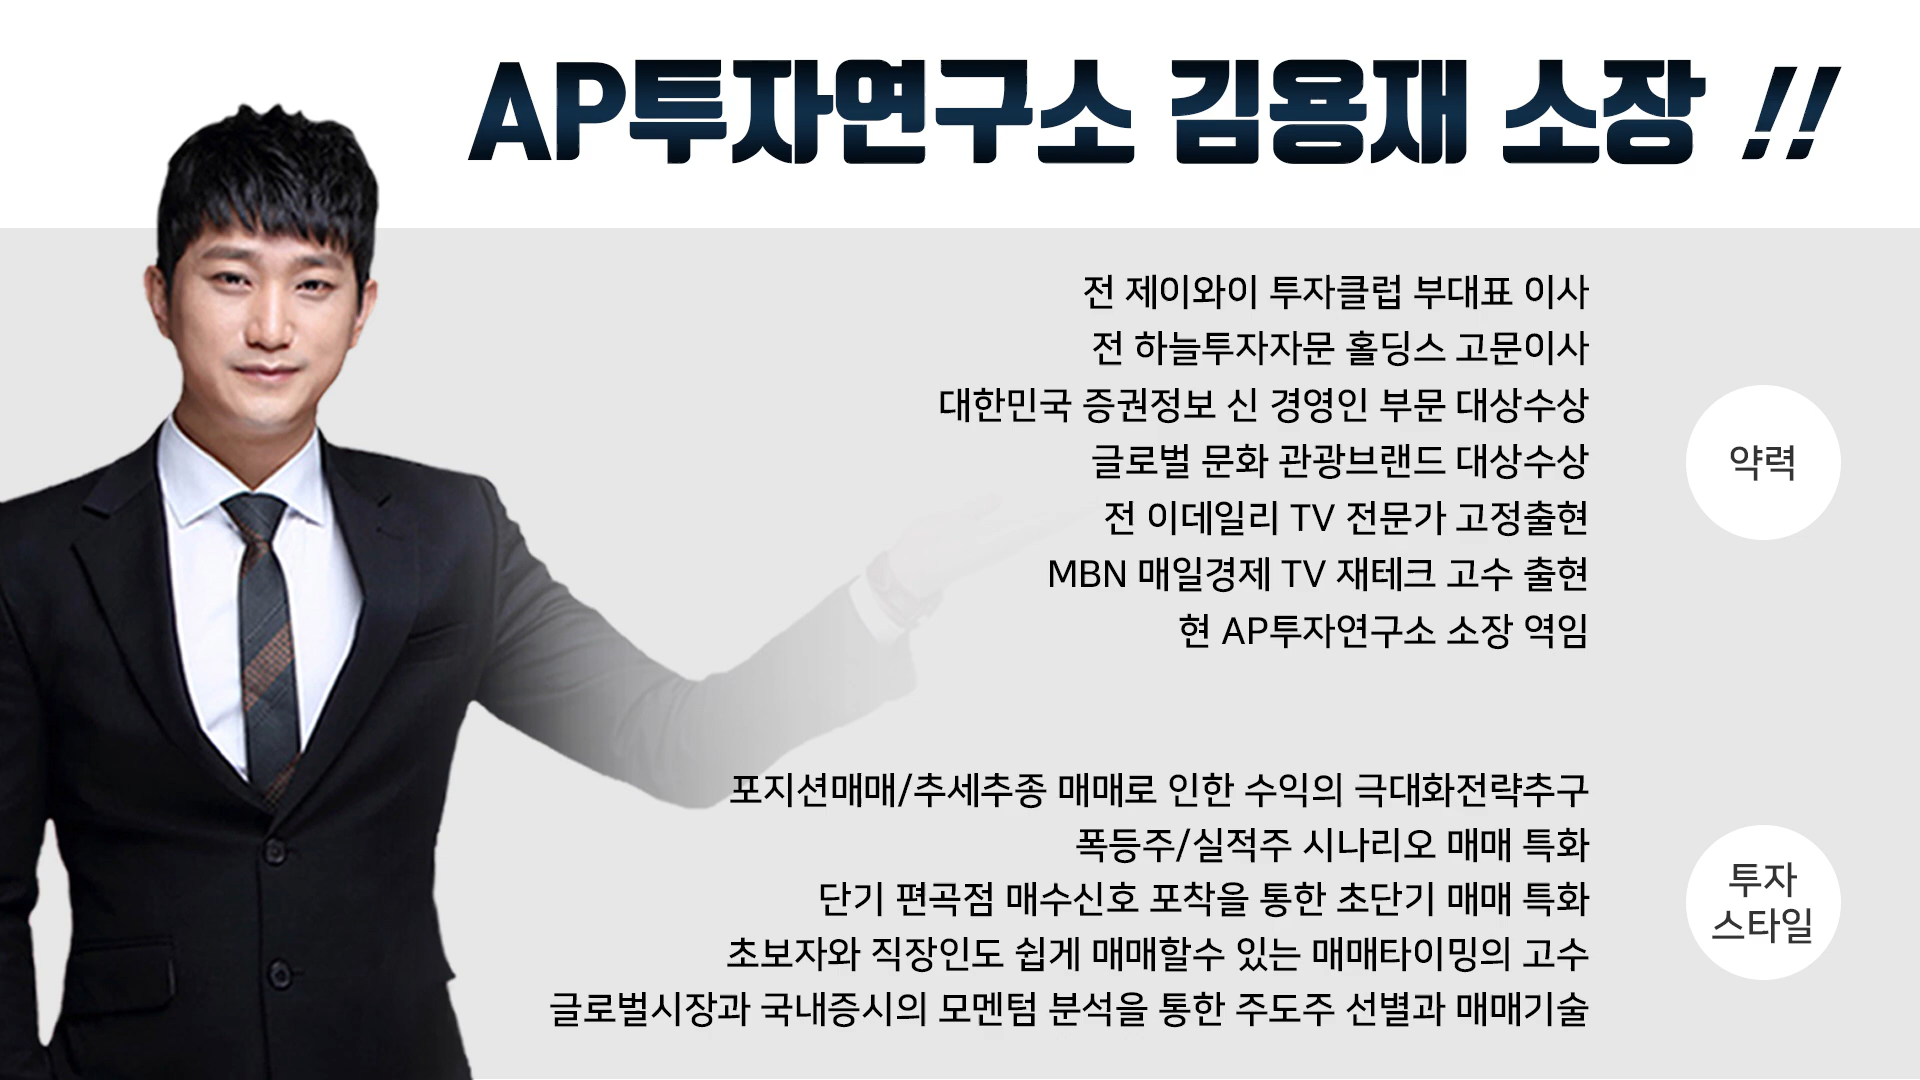 AP투자연구소 김용재 소장 !!
전 제이와이 투자클럽 부대표 이사
전 하늘투자자문 홀딩스 고문이사
대한민국 증권정보 신 경영인 부문 대상수상
글로벌 문화 관광브랜드 대상수상
전 이데일리 TV 전문가 고정출현
MBN 매일경제 TV 재테크 고수 출현
현 AP투자연구소 소장 역임
약력
포지션매매/추세추종 매매로 인한 수익의 극대화전략추구
폭등주/실적주 시나리오 매매 특화
단기 편곡점 매수신호 포착을 통한 초단기 매매 특화
초보자와 직장인도 쉽게 매매할수 있는 매매타이밍의 고수
글로벌시장과 국내증시의 모멘텀 분석을 통한 주도주 선별과 매매기술
투자
스타일